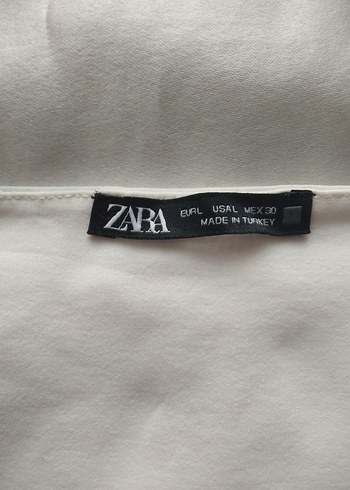 ZARA
EUR L USA L MEX 30
MADE IN TURKEY